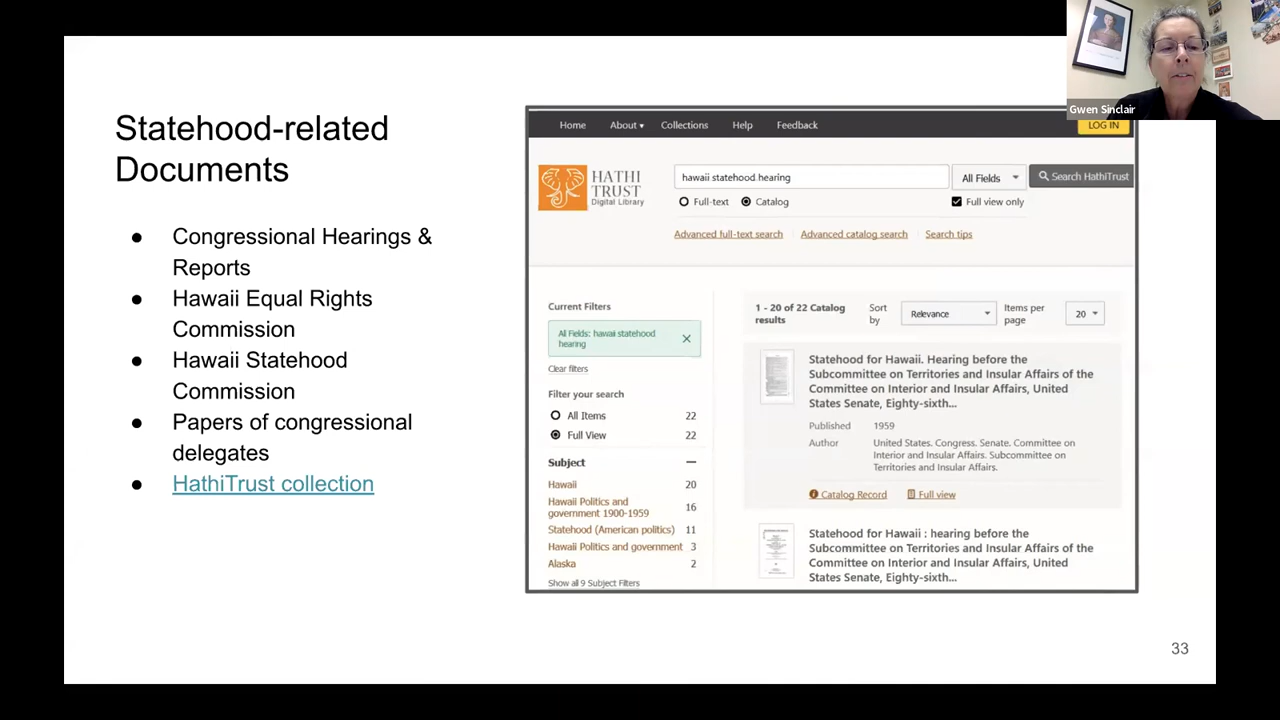 Gwen Sinclair
Statehood-related
Documents
● Congressional Hearings &
Reports
● Hawaii Equal Rights
Commission
● Hawaii Statehood
Commission
● Papers of congressional
delegates
● HathiTrust collection
Home About ▾ Collections Help Feedback LOG IN
HATHI
TRUST
Digital Library
hawaii statehood hearing All Fields Search HathiTrust
Full-text Catalog Full view only
Advanced full-text search Advanced catalog search Search tips
Current Filters
All Fields: hawaii statehood
hearing
Clear filters
Filter your search
All Items 22
Full View 22
Subject
Hawaii 20
Hawaii Politics and
government 1900-1959 16
Statehood (American politics) 11
Hawaii Politics and government 3
Alaska 2
Show all 9 Subject Filters
1 - 20 of 22 Catalog
results
Sort
by
Relevance
Items per
page
20
Statehood for Hawaii. Hearing before the
Subcommittee on Territories and Insular Affairs of the
Committee on Interior and Insular Affairs, United
States Senate, Eighty-sixth...
Published 1959
Author United States. Congress. Senate. Committee on
Interior and Insular Affairs. Subcommittee on
Territories and Insular Affairs.
Catalog Record Full view
Statehood for Hawaii : hearing before the
Subcommittee on Territories and Insular Affairs of the
Committee on Interior and Insular Affairs, United
States Senate, Eighty-sixth...
33